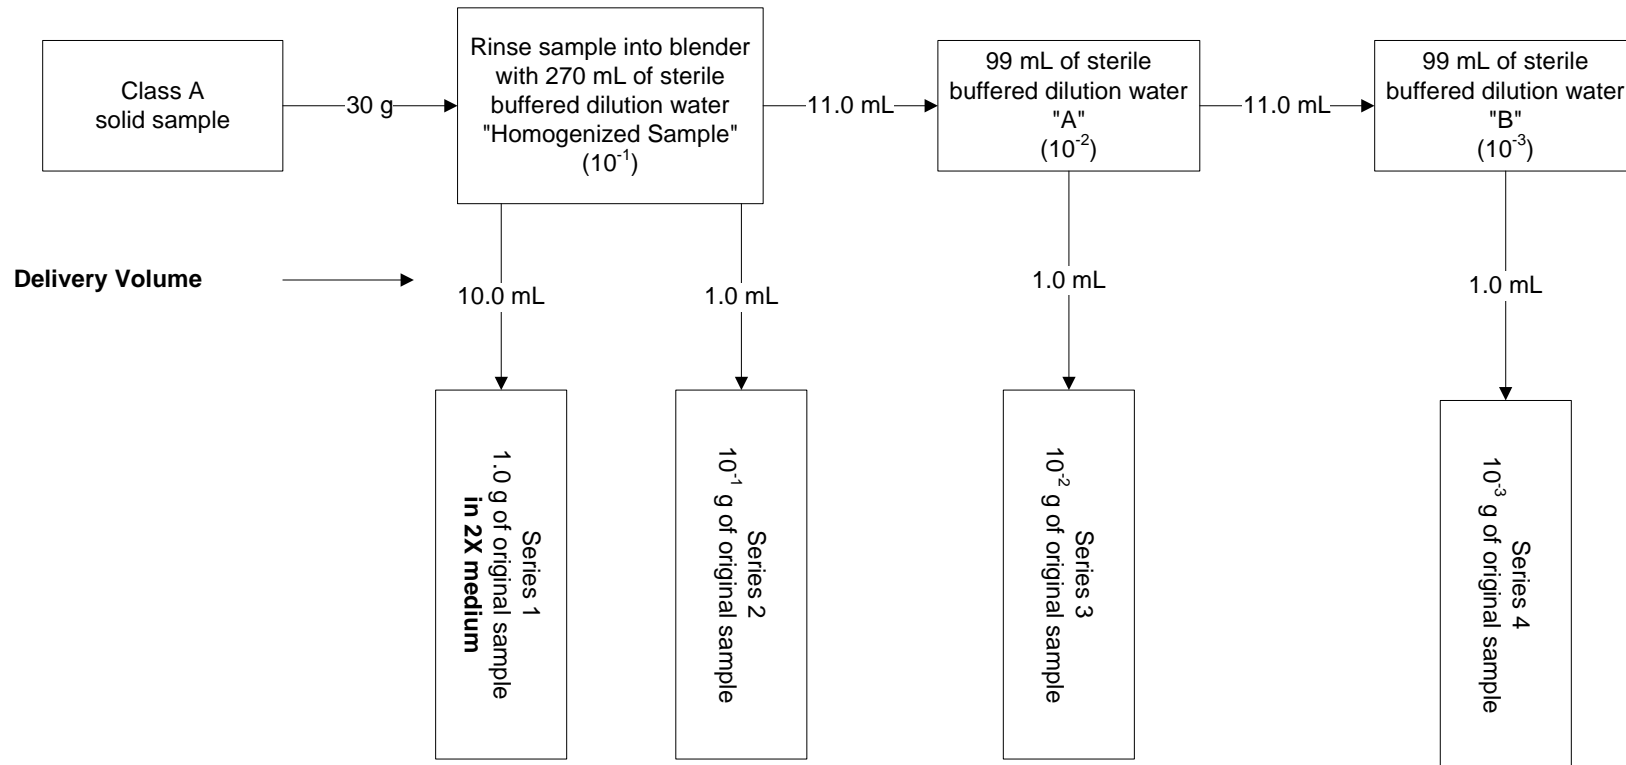 Class A
solid sample
30 g
Rinse sample into blender
with 270 mL of sterile
buffered dilution water
"Homogenized Sample"
(10⁻¹)
11.0 mL
99 mL of sterile
buffered dilution water
"A"
(10⁻²)
11.0 mL
99 mL of sterile
buffered dilution water
"B"
(10⁻³)
Delivery Volume
10.0 mL
1.0 mL
1.0 mL
1.0 mL
Series 1
1.0 g of original sample
in 2X medium
Series 2
10⁻¹ g of original sample
Series 3
10⁻² g of original sample
Series 4
10⁻³ g of original sample